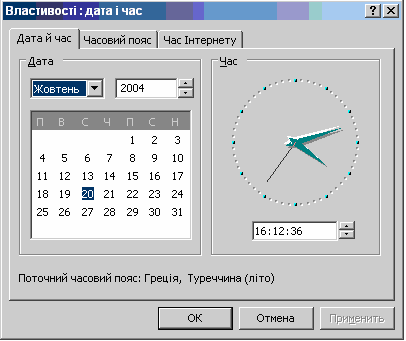 Властивості : дата і час
Дата й час Часовий пояс Час Інтернету
Дата
Час
Жовтень 2004
П В С Ч П С Н
1 2 3
4 5 6 7 8 9 10
11 12 13 14 15 16 17
18 19 20 21 22 23 24
25 26 27 28 29 30 31
16:12:36
Поточний часовий пояс: Греція, Туреччина (літо)
OK Отмена Применить